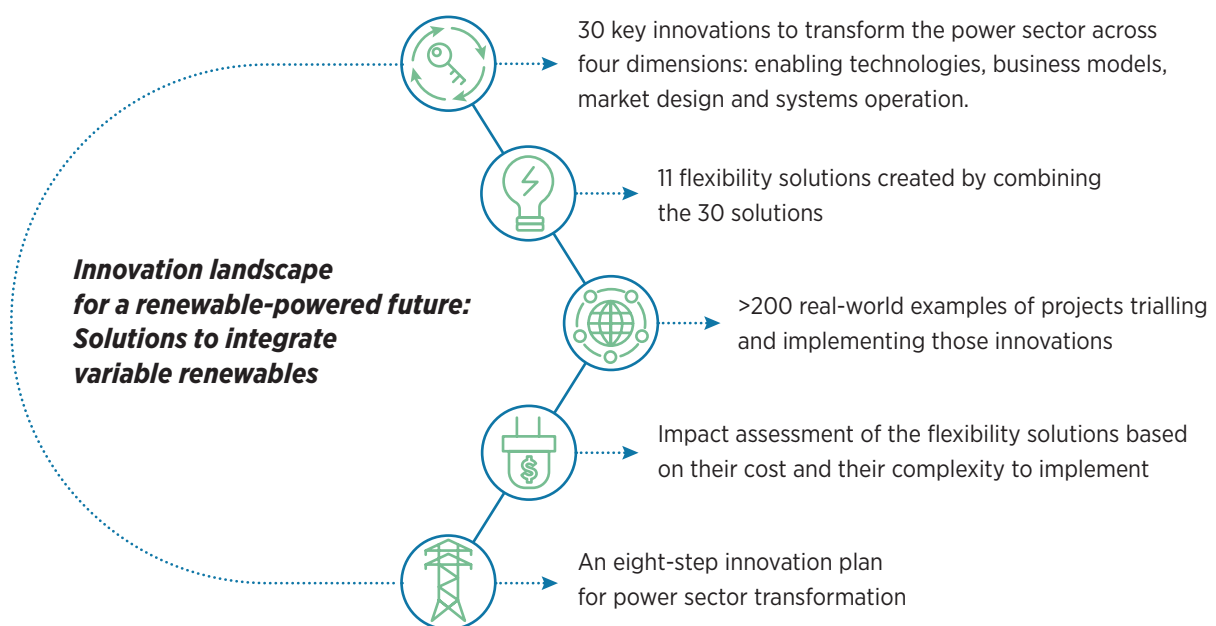 30 key innovations to transform the power sector across
four dimensions: enabling technologies, business models,
market design and systems operation.
11 flexibility solutions created by combining
the 30 solutions
Innovation landscape
for a renewable-powered future:
Solutions to integrate
variable renewables
>200 real-world examples of projects trialling
and implementing those innovations
Impact assessment of the flexibility solutions based
on their cost and their complexity to implement
$
An eight-step innovation plan
for power sector transformation